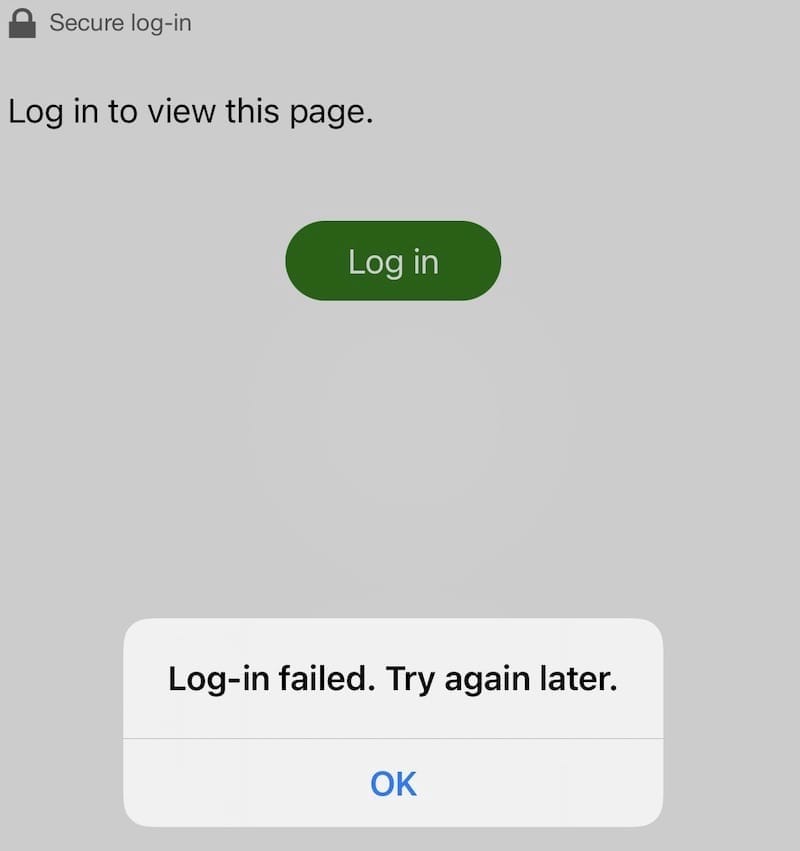 Secure log-in
Log in to view this page.
Log in
Log-in failed. Try again later.
OK